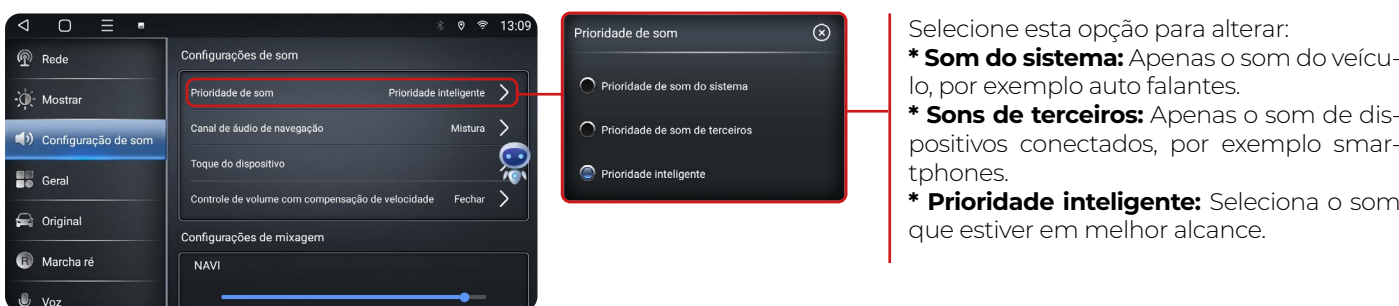 13:09
Rede
Mostrar
Configuração de som
Geral
Original
Marcha ré
Voz
Configurações de som
Prioridade de som Prioridade inteligente
Canal de áudio de navegação Mistura
Toque do dispositivo
Controle de volume com compensação de velocidade Fechar
Configurações de mixagem
NAVI
Prioridade de som
Prioridade de som do sistema
Prioridade de som de terceiros
Prioridade inteligente
Selecione esta opção para alterar:
* Som do sistema: Apenas o som do veícu-
lo, por exemplo auto falantes.
* Sons de terceiros: Apenas o som de dis-
positivos conectados, por exemplo smar-
tphones.
* Prioridade inteligente: Seleciona o som
que estiver em melhor alcance.